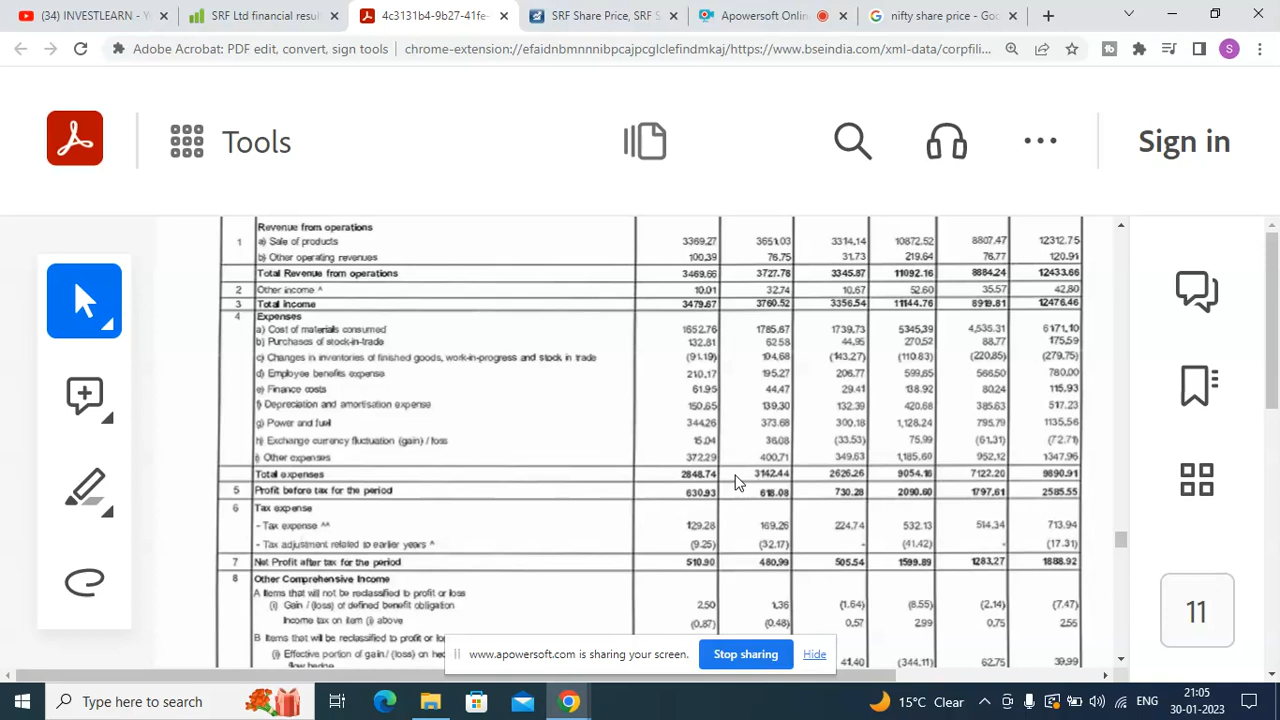 (34) INVESTLEARN - Y
SRF Ltd financial resu
4c3131b4-9b27-41fe-
SRF Share Price, SRF S
Apowersoft Onlin
nifty share price - Goo
Adobe Acrobat: PDF edit, convert, sign tools
chrome-extension://efaidnbmnnnibpcajpcglclefindmkaj/https://www.bseindia.com/xml-data/corpfili...
S
Tools
Sign in
Revenue from operations
1 a) Sale of products 3369.27 3651.03 3314.14 10872.52 8807.47 12312.75
b) Other operating revenues 100.39 76.75 31.73 219.64 76.77 120.91
Total Revenue from operations 3469.66 3727.78 3345.87 11092.16 8884.24 12433.66
2 Other income ^ 10.01 32.74 10.67 52.60 35.57 42.80
3 Total income 3479.67 3760.52 3356.54 11144.76 8919.81 12476.46
4 Expenses
a) Cost of materials consumed 1652.76 1785.67 1739.73 5345.39 4,535.31 6171.10
b) Purchases of stock-in-trade 132.81 62.58 44.95 270.52 88.77 175.59
c) Changes in inventories of finished goods, work-in-progress and stock in trade (91.19) 104.68 (143.27) (110.83) (220.85) (279.75)
d) Employee benefits expense 210.17 195.27 206.77 599.65 566.50 780.00
e) Finance costs 61.95 44.47 29.41 138.92 80.24 115.93
f) Depreciation and amortisation expense 150.65 139.30 132.39 420.68 385.63 517.23
g) Power and fuel 344.26 373.68 300.18 1,128.24 795.79 1135.56
h) Exchange currency fluctuation (gain) / loss 15.04 36.08 (33.53) 75.99 (61.31) (72.71)
i) Other expenses 372.29 400.71 349.63 1,185.60 952.12 1347.96
Total expenses 2848.74 3142.44 2626.26 9054.16 7122.20 9890.91
5 Profit before tax for the period 630.93 618.08 730.28 2090.60 1797.61 2585.55
6 Tax expense
- Tax expense ^^ 129.28 169.26 224.74 532.13 514.34 713.94
- Tax adjustment related to earlier years ^ (9.25) (32.17) - (41.42) - (17.31)
7 Net Profit after tax for the period 510.90 480.99 505.54 1599.89 1283.27 1888.92
8 Other Comprehensive Income
A Items that will not be reclassified to profit or loss
(i) Gain / (loss) of defined benefit obligation 2.50 1.36 (1.64) (8.55) (2.14) (7.47)
Income tax on item (i) above (0.87) (0.48) 0.57 2.99 0.75 2.56
B Items that will be reclassified to profit or lo
(i) Effective portion of gain / (loss) on he 41.40 (344.11) 62.75 39.99
flow hedge
11
www.apowersoft.com is sharing your screen.
Stop sharing
Hide
Type here to search
15°C Clear
ENG
21:05
30-01-2023